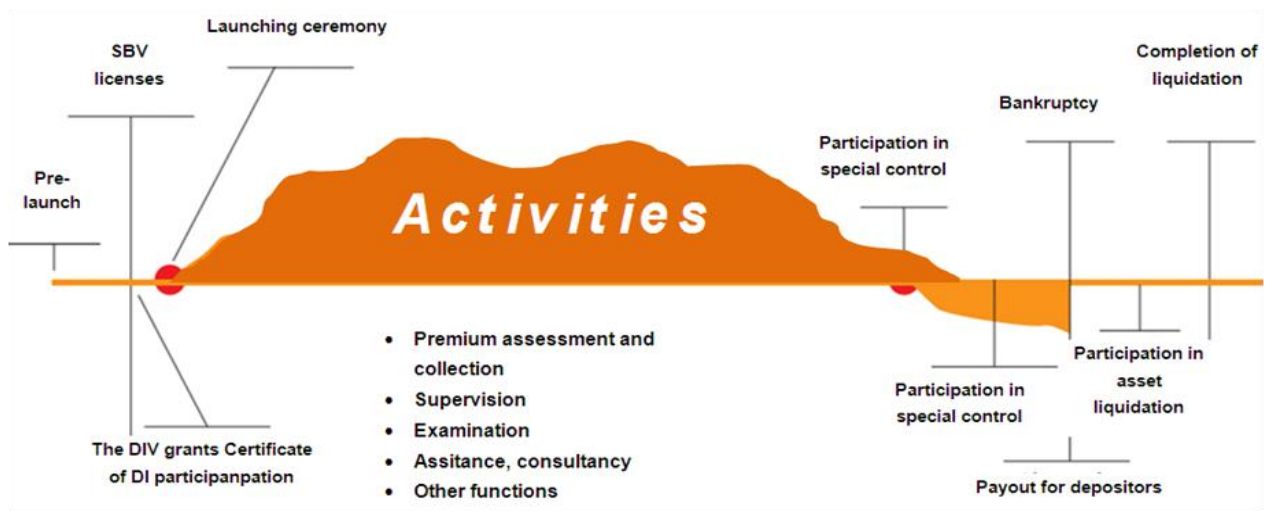 Launching ceremony
SBV
licenses
Completion of
liquidation
Bankruptcy
Participation in
special control
Pre-
launch
Activities
• Premium assessment and
collection
• Supervision
• Examination
• Assitance, consultancy
• Other functions
Participation in
asset
liquidation
Participation in
special control
The DIV grants Certificate
of DI participanpation
Payout for depositors